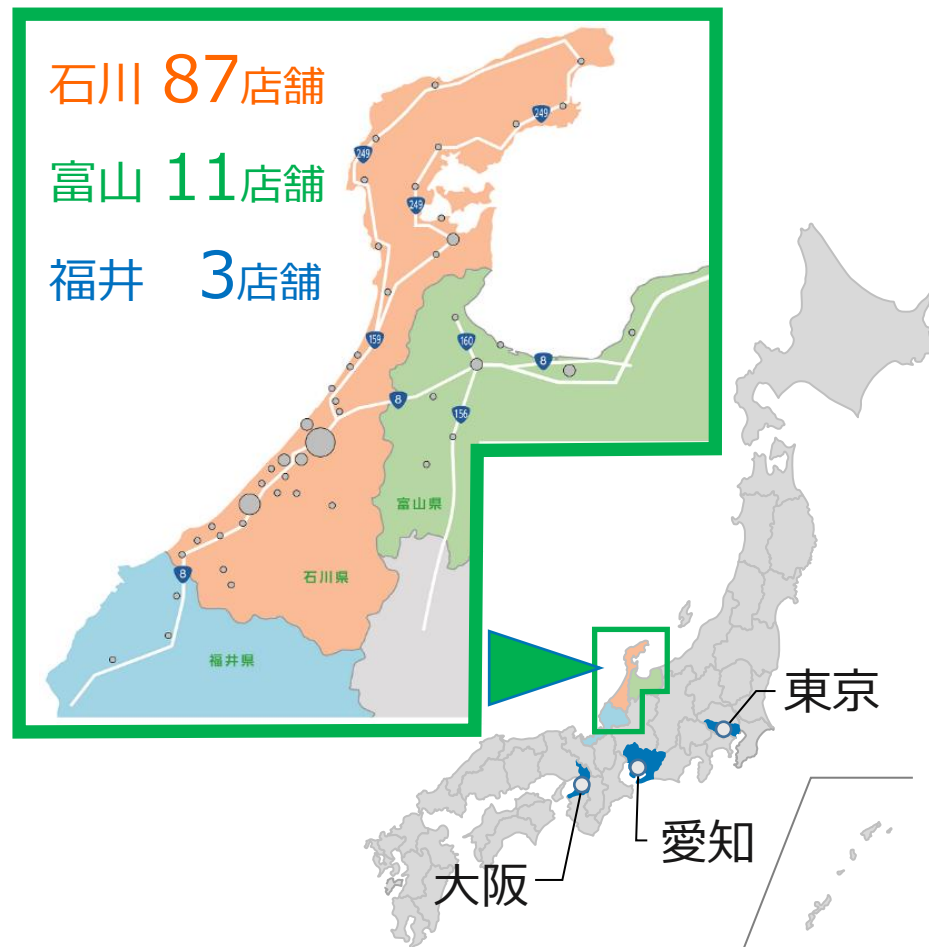 石川 87店舗
富山 11店舗
福井 3店舗
249
249
249
159
160
8
8
156
富山県
石川県
8
福井県
東京
愛知
大阪